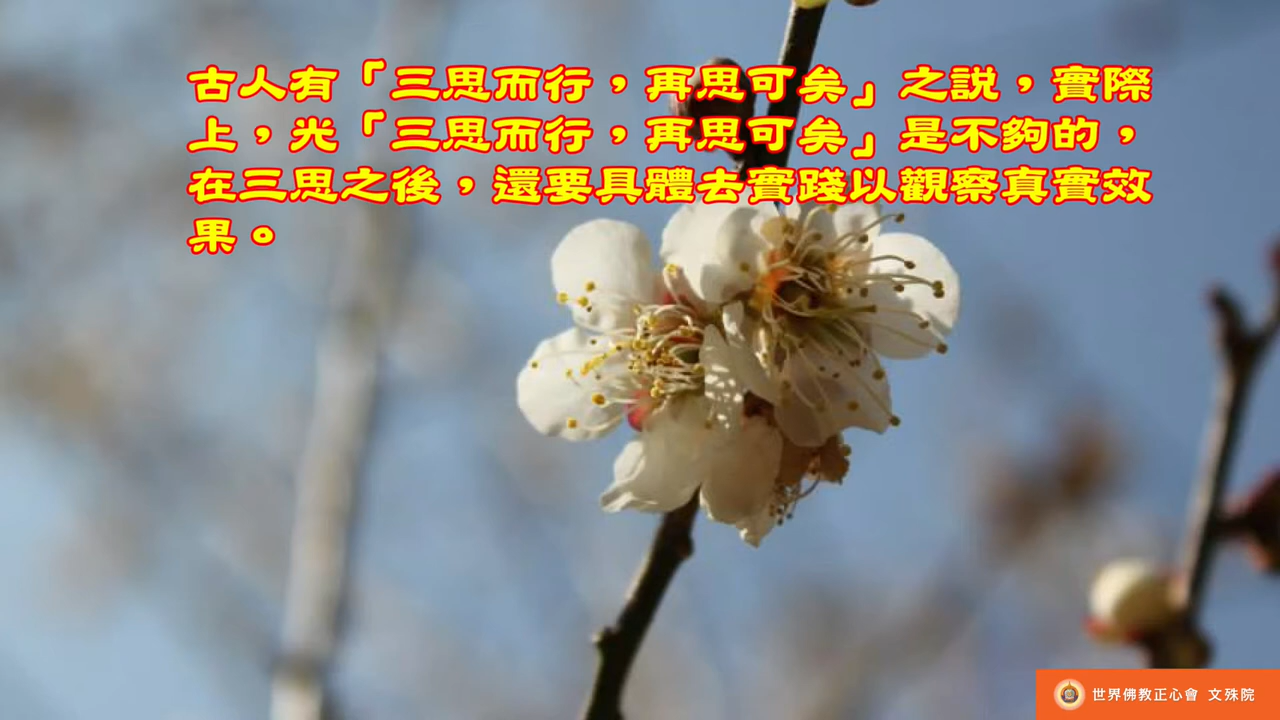 古人有「三思而行，再思可矣」之說，實際
上，光「三思而行，再思可矣」是不夠的，
在三思之後，還要具體去實踐以觀察真實效
果。
世界佛教正心會 文殊院